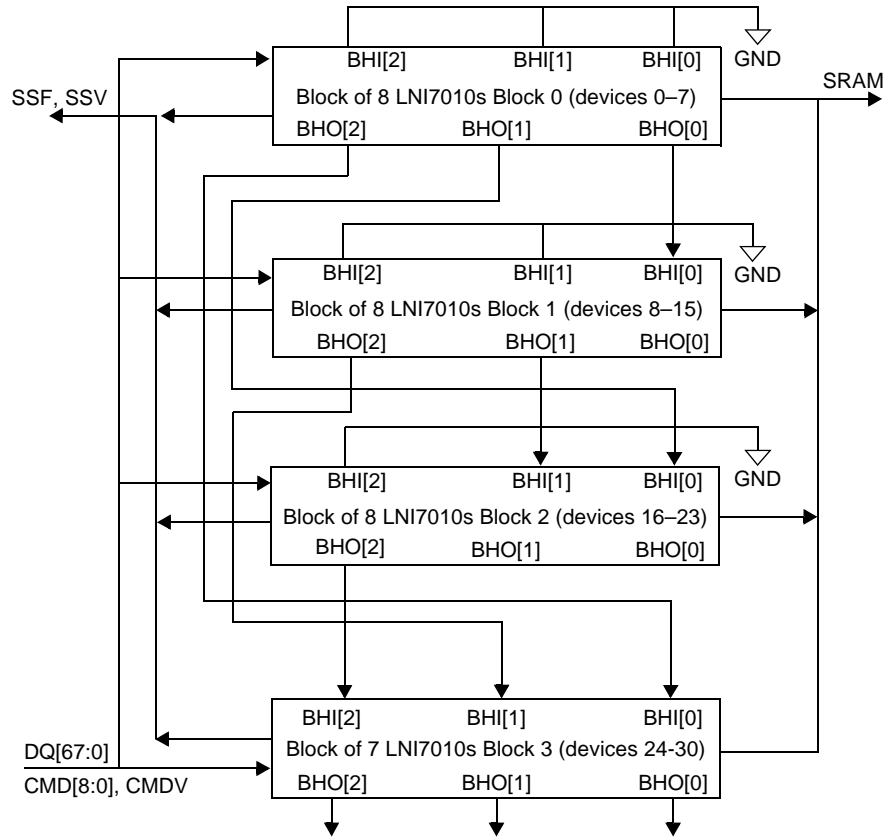 BHI[2] BHI[1] BHI[0] GND
SSF, SSV
Block of 8 LNI7010s Block 0 (devices 0–7)
SRAM
BHO[2] BHO[1] BHO[0]
BHI[2] BHI[1] BHI[0] GND
Block of 8 LNI7010s Block 1 (devices 8–15)
BHO[2] BHO[1] BHO[0]
BHI[2] BHI[1] BHI[0] GND
Block of 8 LNI7010s Block 2 (devices 16–23)
BHO[2] BHO[1] BHO[0]
BHI[2] BHI[1] BHI[0]
DQ[67:0]
Block of 7 LNI7010s Block 3 (devices 24-30)
CMD[8:0], CMDV
BHO[2] BHO[1] BHO[0]